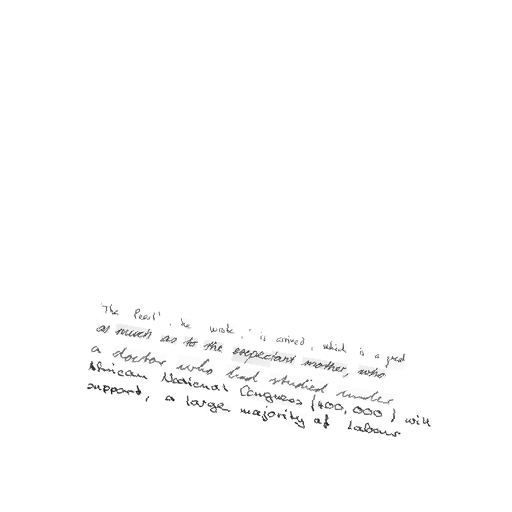 'The Pearl', he wrote, 'is arrived, which is a great
as much as to the expectant mother, who
a doctor who had studied under
African National Congress (400,000) will
support, a large majority of Labour